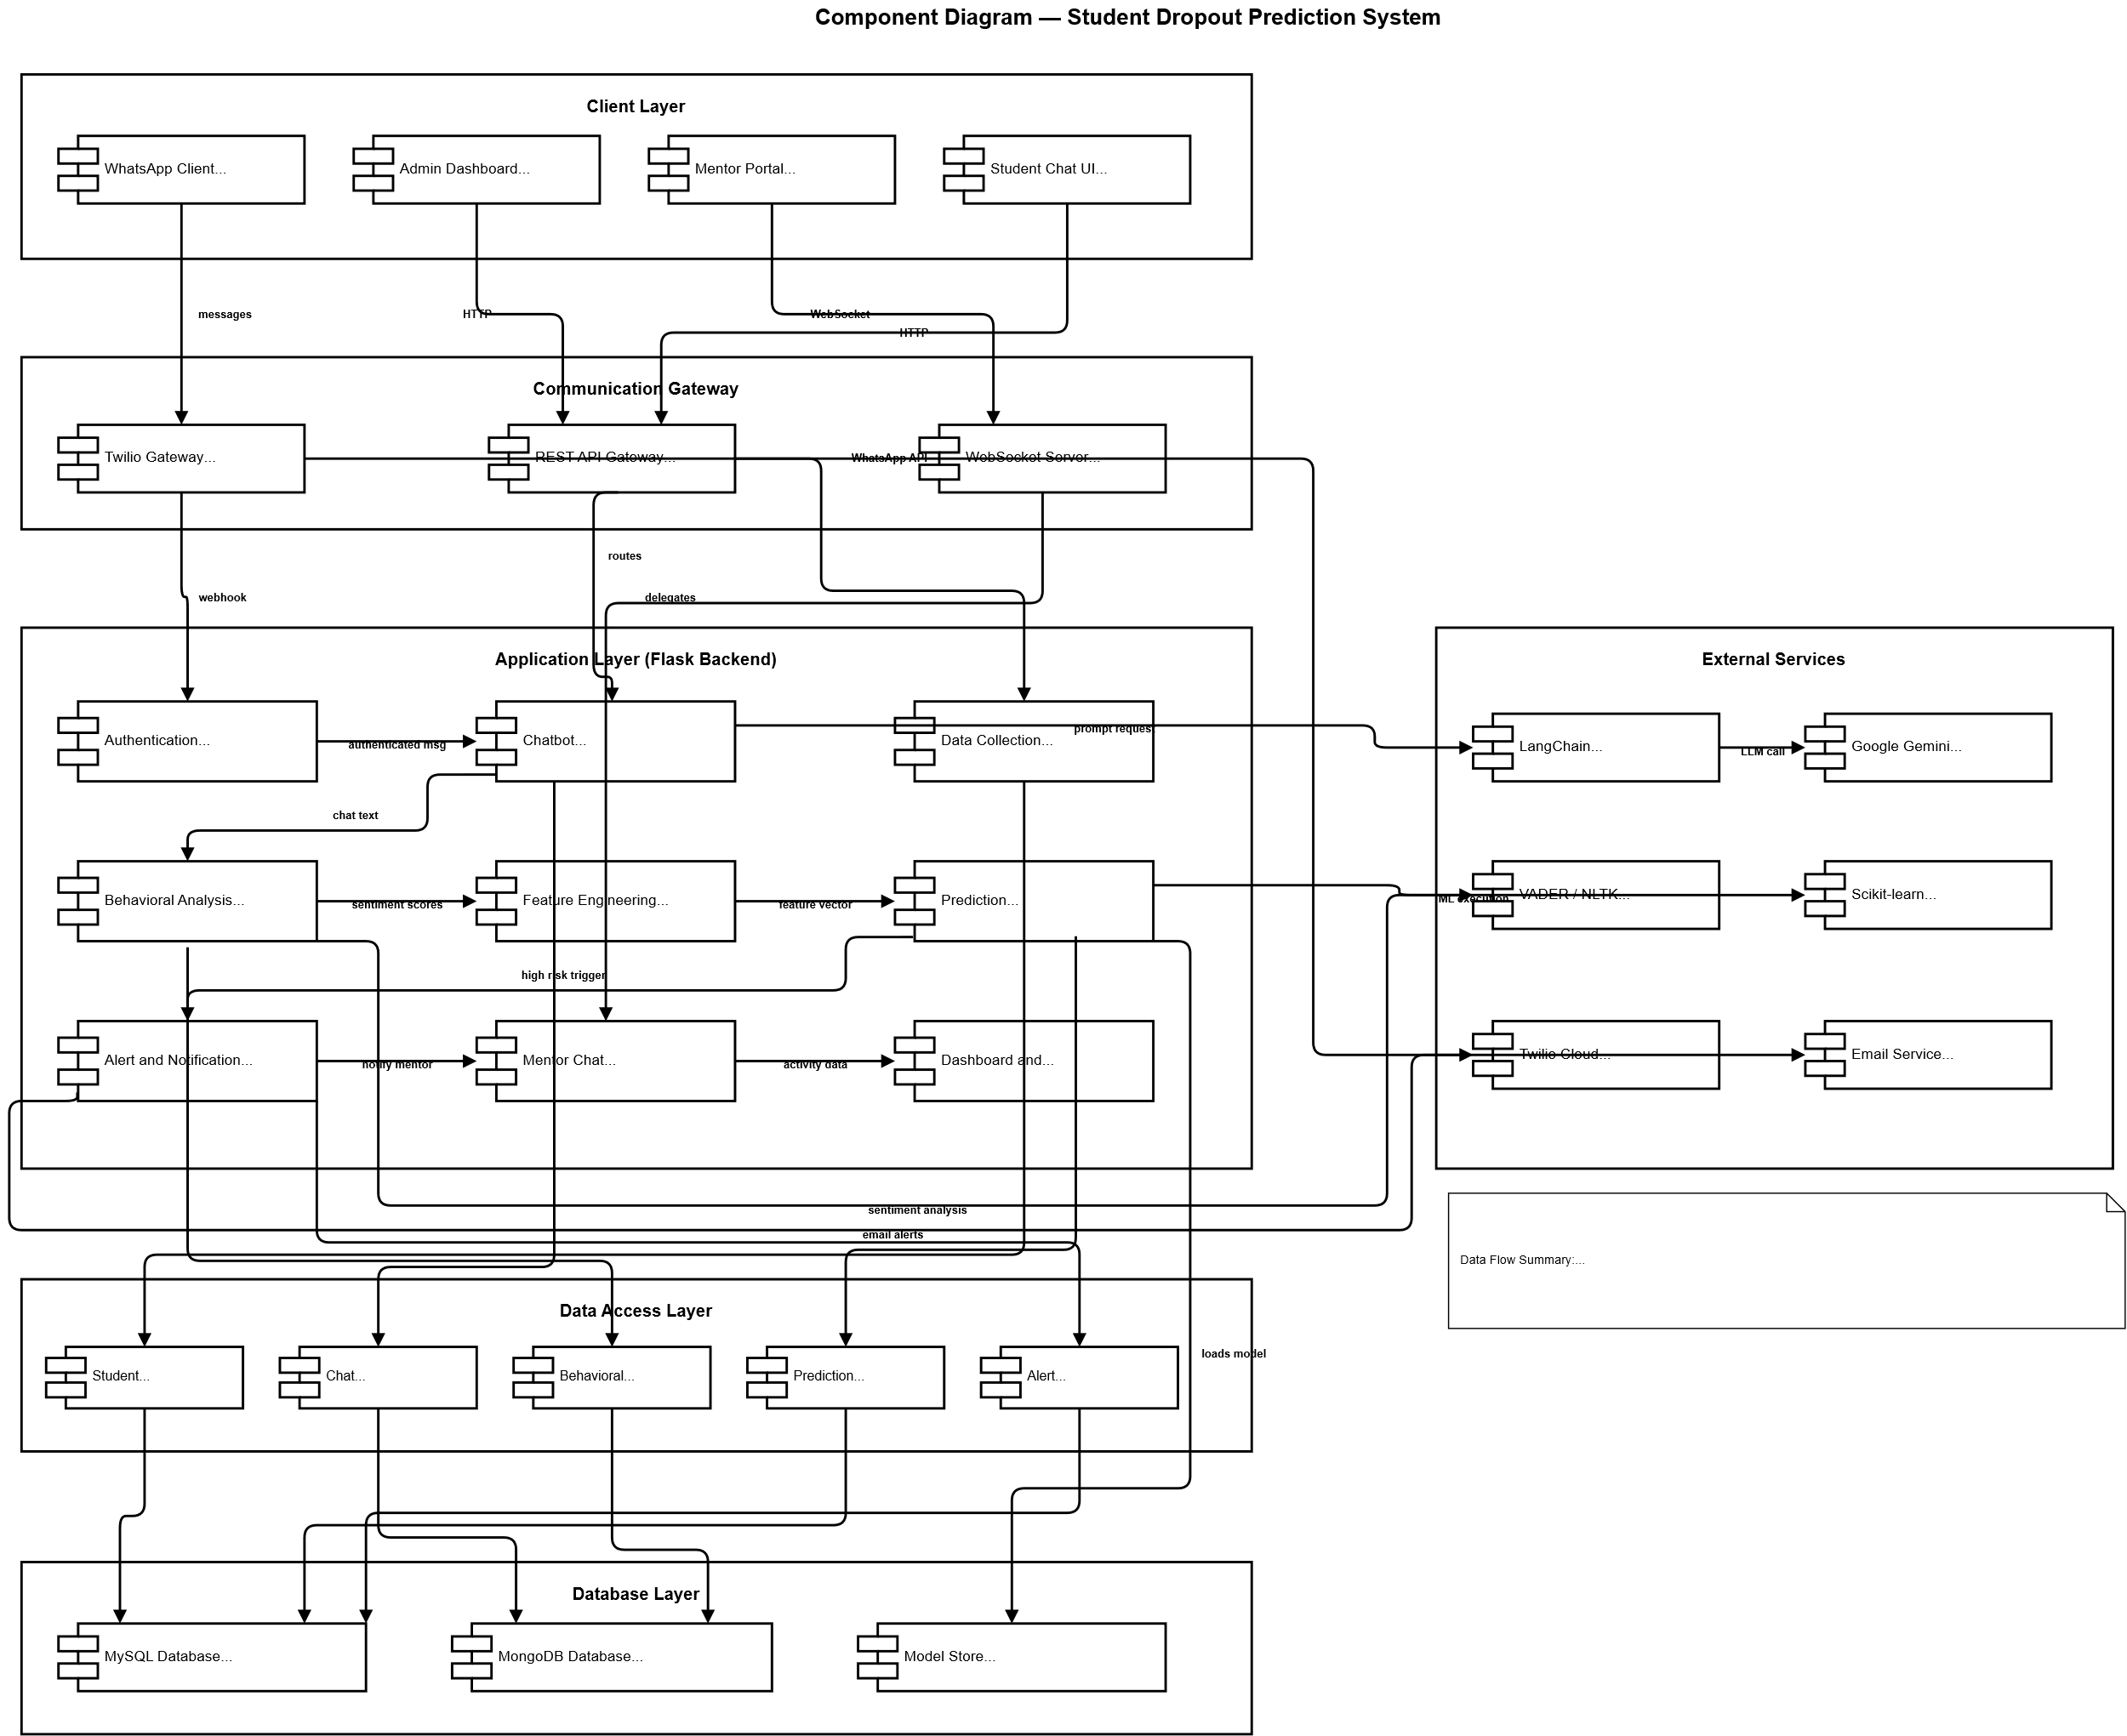 Component Diagram — Student Dropout Prediction System
Client Layer
WhatsApp Client...
Admin Dashboard...
Mentor Portal...
Student Chat UI...
messages
HTTP
WebSocket
HTTP
Communication Gateway
Twilio Gateway...
REST API Gateway...
WhatsApp API
WebSocket Server...
routes
webhook
delegates
Application Layer (Flask Backend)
External Services
Authentication...
authenticated msg
Chatbot...
Data Collection...
prompt request
LangChain...
LLM call
Google Gemini...
chat text
Behavioral Analysis...
sentiment scores
Feature Engineering...
feature vector
Prediction...
ML execution
VADER / NLTK...
Scikit-learn...
high risk trigger
Alert and Notification...
notify mentor
Mentor Chat...
activity data
Dashboard and...
Twilio Cloud...
Email Service...
sentiment analysis
email alerts
Data Flow Summary:...
Data Access Layer
loads model
Student...
Chat...
Behavioral...
Prediction...
Alert...
Database Layer
MySQL Database...
MongoDB Database...
Model Store...